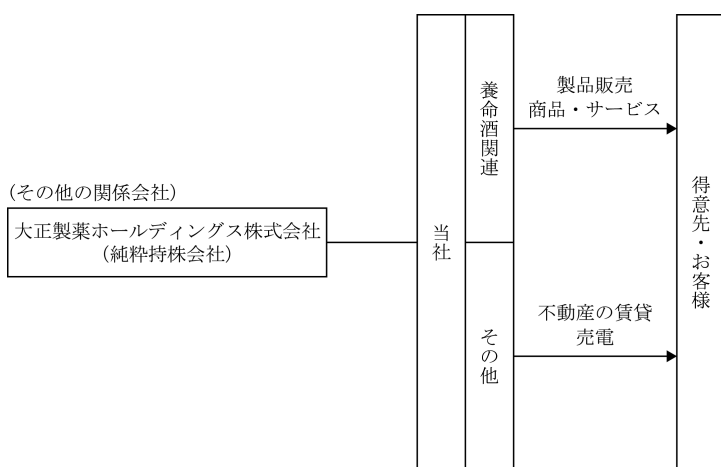 (その他の関係会社)
大正製薬ホールディングス株式会社
(純粋持株会社)
当社
養命酒関連
製品販売
商品・サービス
その他
不動産の賃貸
売電
得意先・お客様